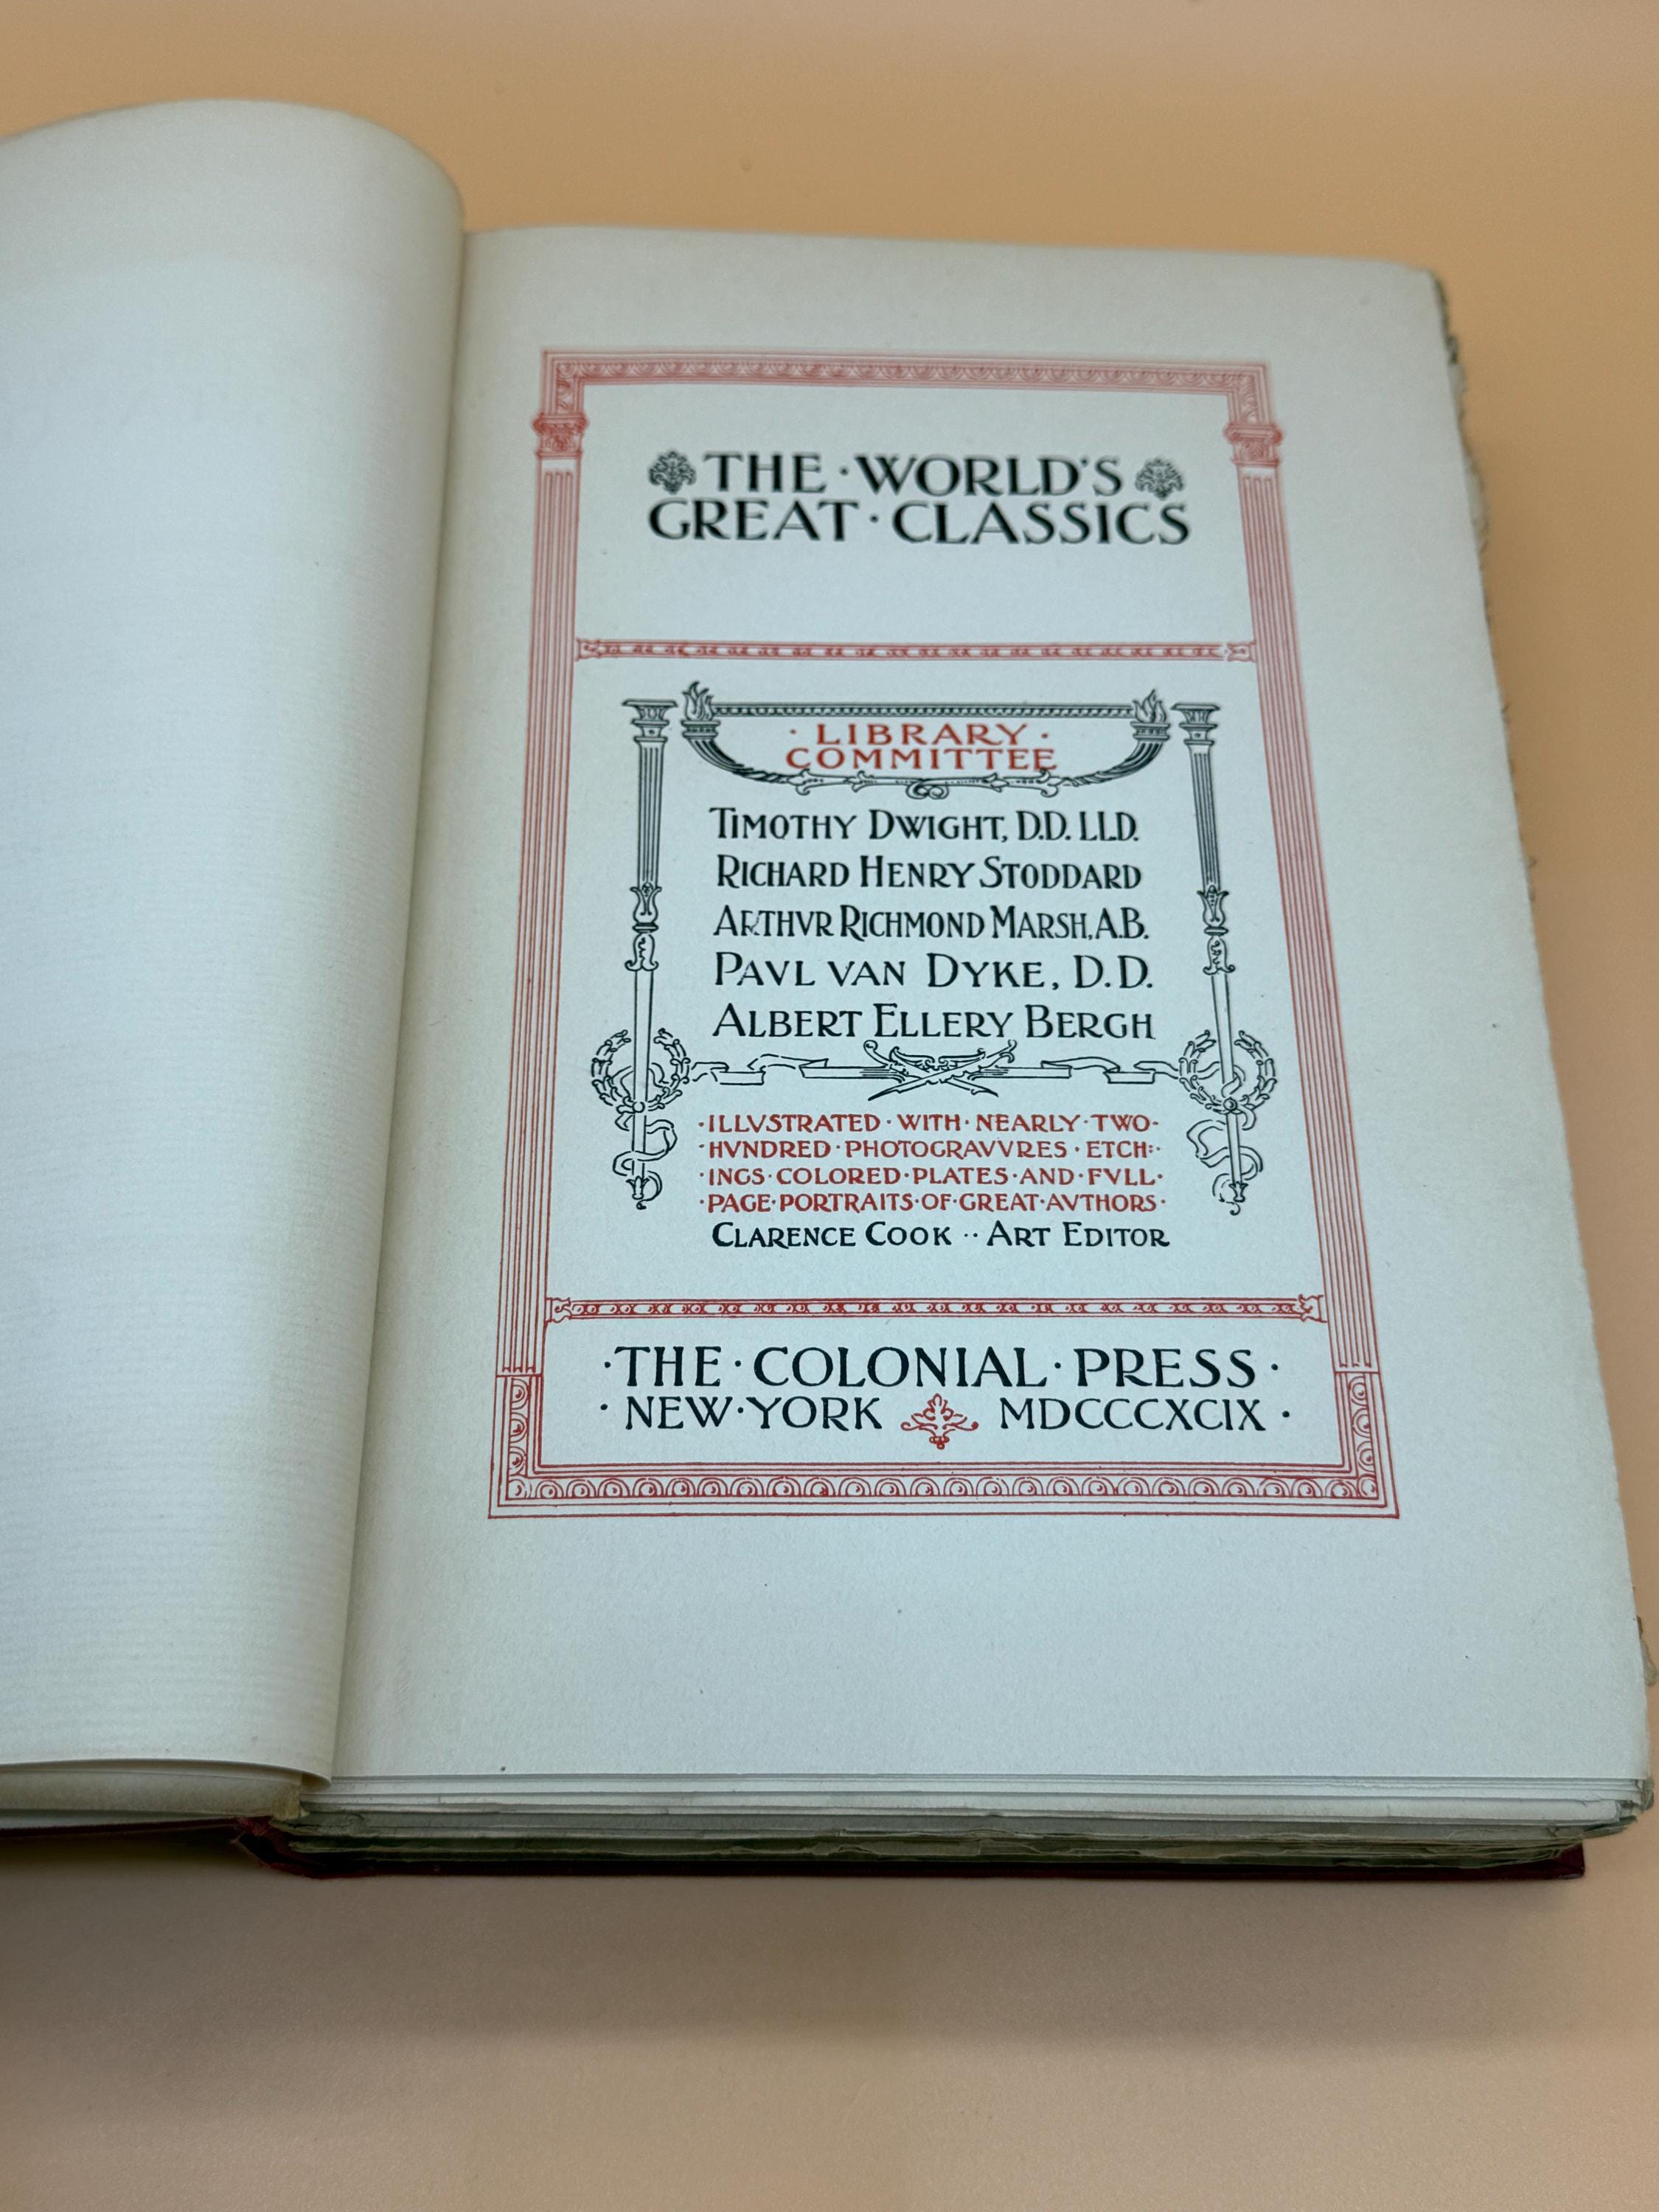 THE · WORLD'S
GREAT · CLASSICS
· LIBRARY ·
COMMITTEE
TIMOTHY DWIGHT, D.D. LL.D.
RICHARD HENRY STODDARD
ARTHVR RICHMOND MARSH, A.B.
PAVL VAN DYKE, D.D.
ALBERT ELLERY BERGH
·ILLVSTRATED · WITH · NEARLY · TWO·
·HVNDRED · PHOTOGRAVVRES · ETCH:·
·INGS · COLORED · PLATES · AND · FVLL·
·PAGE · PORTRAITS · OF · GREAT · AVTHORS·
CLARENCE COOK ·· ART EDITOR
·THE · COLONIAL · PRESS·
· NEW · YORK MDCCCXCIX ·